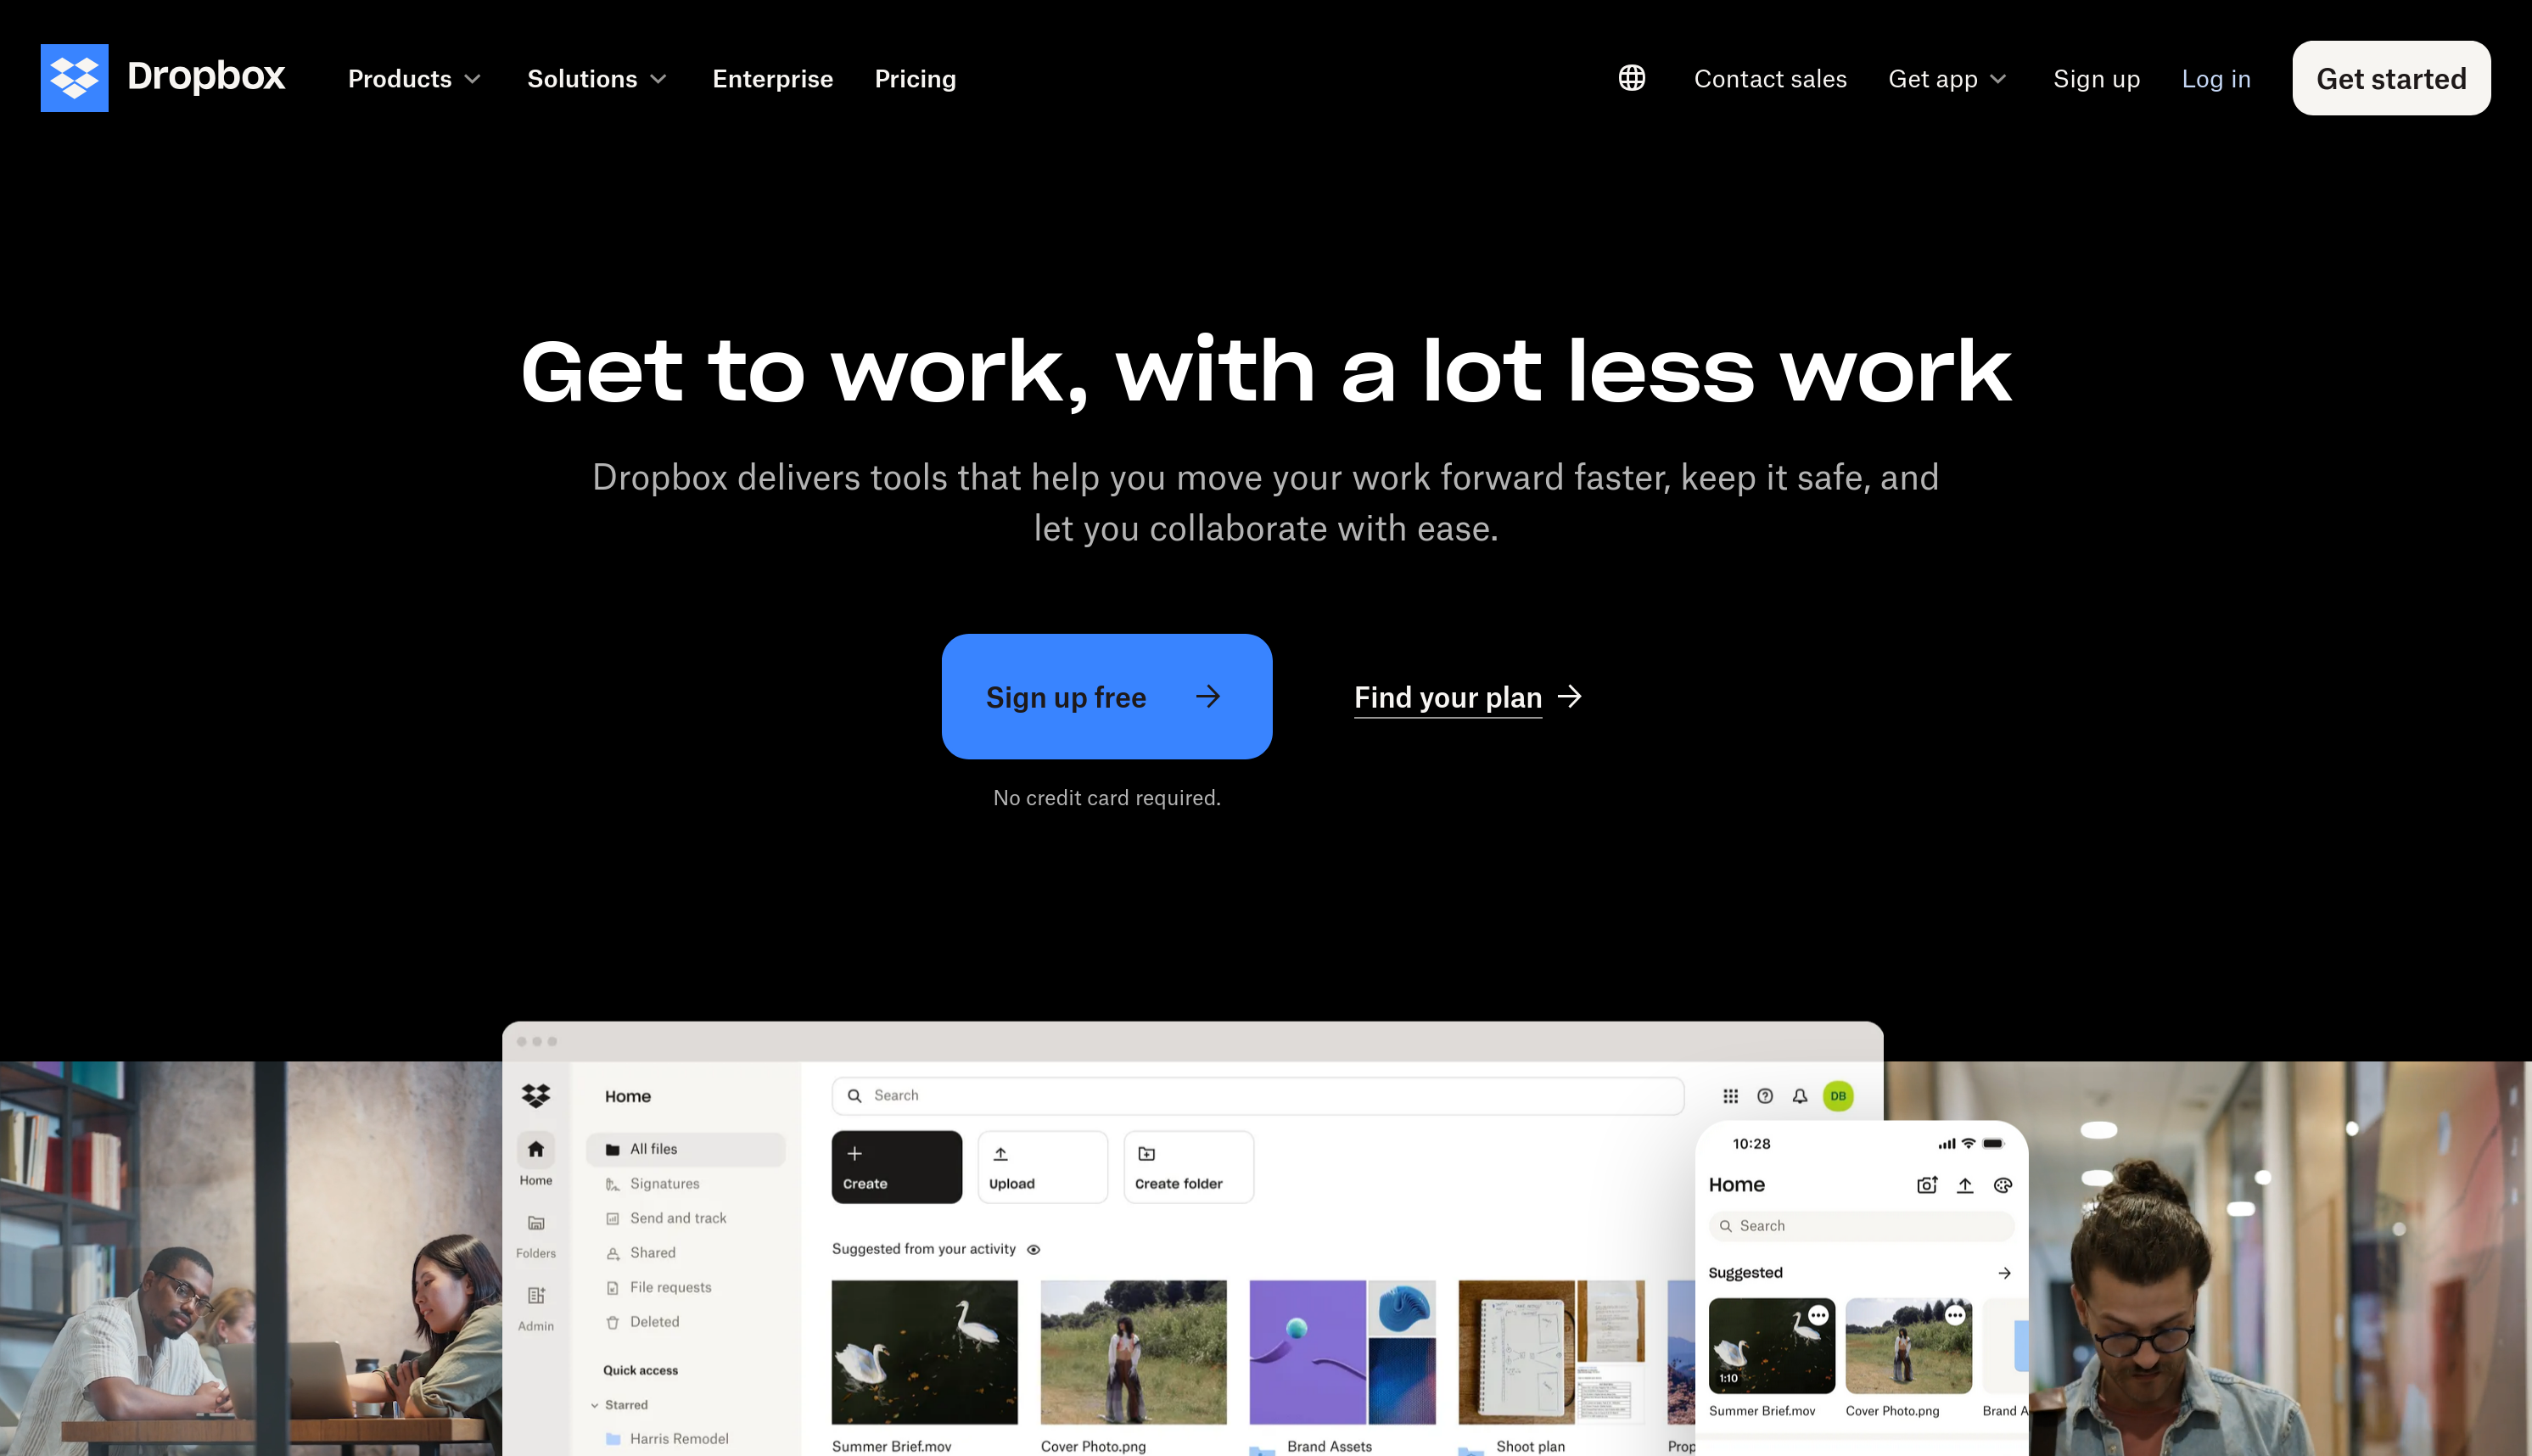 Dropbox
Products
Solutions
Enterprise
Pricing
Contact sales
Get app
Sign up
Log in
Get started
Get to work, with a lot less work
Dropbox delivers tools that help you move your work forward faster, keep it safe, and
let you collaborate with ease.
Sign up free
Find your plan
No credit card required.
Home
Folders
Admin
Home
All files
Signatures
Send and track
Shared
File requests
Deleted
Quick access
Starred
Harris Remodel
Search
DB
Create
Upload
Create folder
Suggested from your activity
Summer Brief.mov
Cover Photo.png
Brand Assets
Shoot plan
Prop
10:28
Home
Search
Suggested
1:10
Summer Brief.mov
Cover Photo.png
Brand A